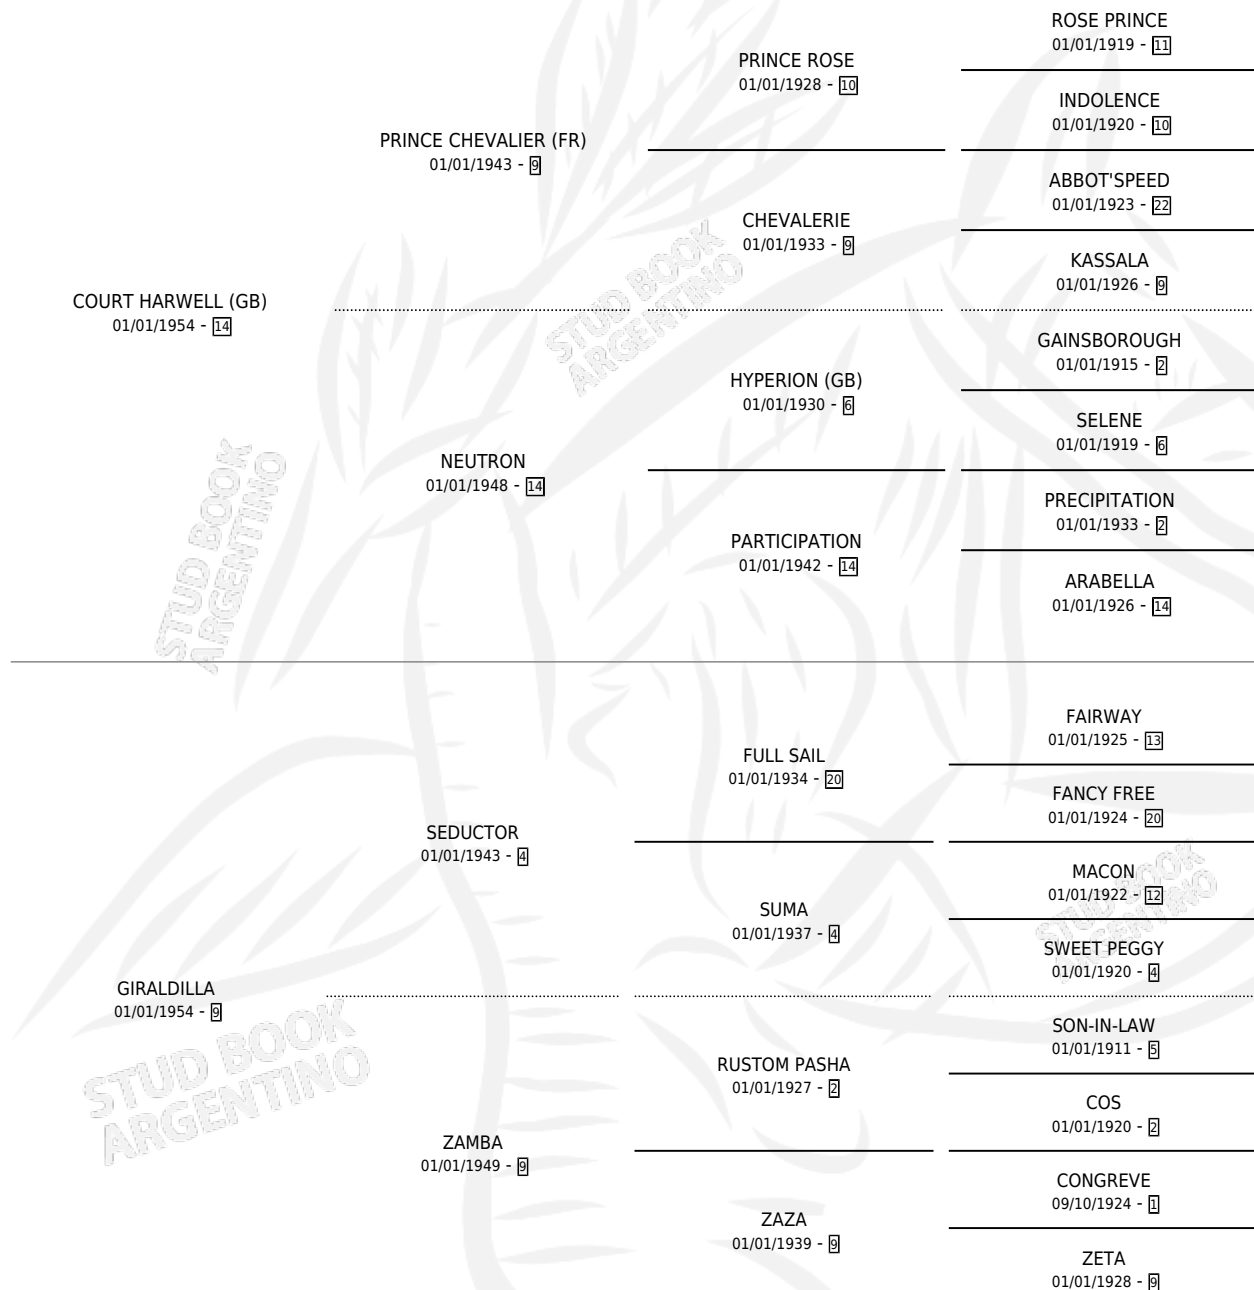 ROSE PRINCE
01/01/1919 - 11
PRINCE ROSE
01/01/1928 - 10
INDOLENCE
01/01/1920 - 10
PRINCE CHEVALIER (FR)
01/01/1943 - 9
ABBOT'SPEED
01/01/1923 - 22
CHEVALERIE
01/01/1933 - 9
KASSALA
01/01/1926 - 9
COURT HARWELL (GB)
01/01/1954 - 14
GAINSBOROUGH
01/01/1915 - 2
HYPERION (GB)
01/01/1930 - 6
SELENE
01/01/1919 - 6
NEUTRON
01/01/1948 - 14
PRECIPITATION
01/01/1933 - 2
PARTICIPATION
01/01/1942 - 14
ARABELLA
01/01/1926 - 14
FAIRWAY
01/01/1925 - 13
FULL SAIL
01/01/1934 - 20
FANCY FREE
01/01/1924 - 20
SEDUCTOR
01/01/1943 - 4
MACON
01/01/1922 - 12
SUMA
01/01/1937 - 4
SWEET PEGGY
01/01/1920 - 4
GIRALDILLA
01/01/1954 - 9
SON-IN-LAW
01/01/1911 - 5
RUSTOM PASHA
01/01/1927 - 2
COS
01/01/1920 - 2
ZAMBA
01/01/1949 - 9
CONGREVE
09/10/1924 - 1
ZAZA
01/01/1939 - 9
ZETA
01/01/1928 - 9
STUD BOOK
ARGENTINO
STUD BOOK
ARGENTINO
STUD BOOK
ARGENTINO
STUD BOOK
ARGENTINO